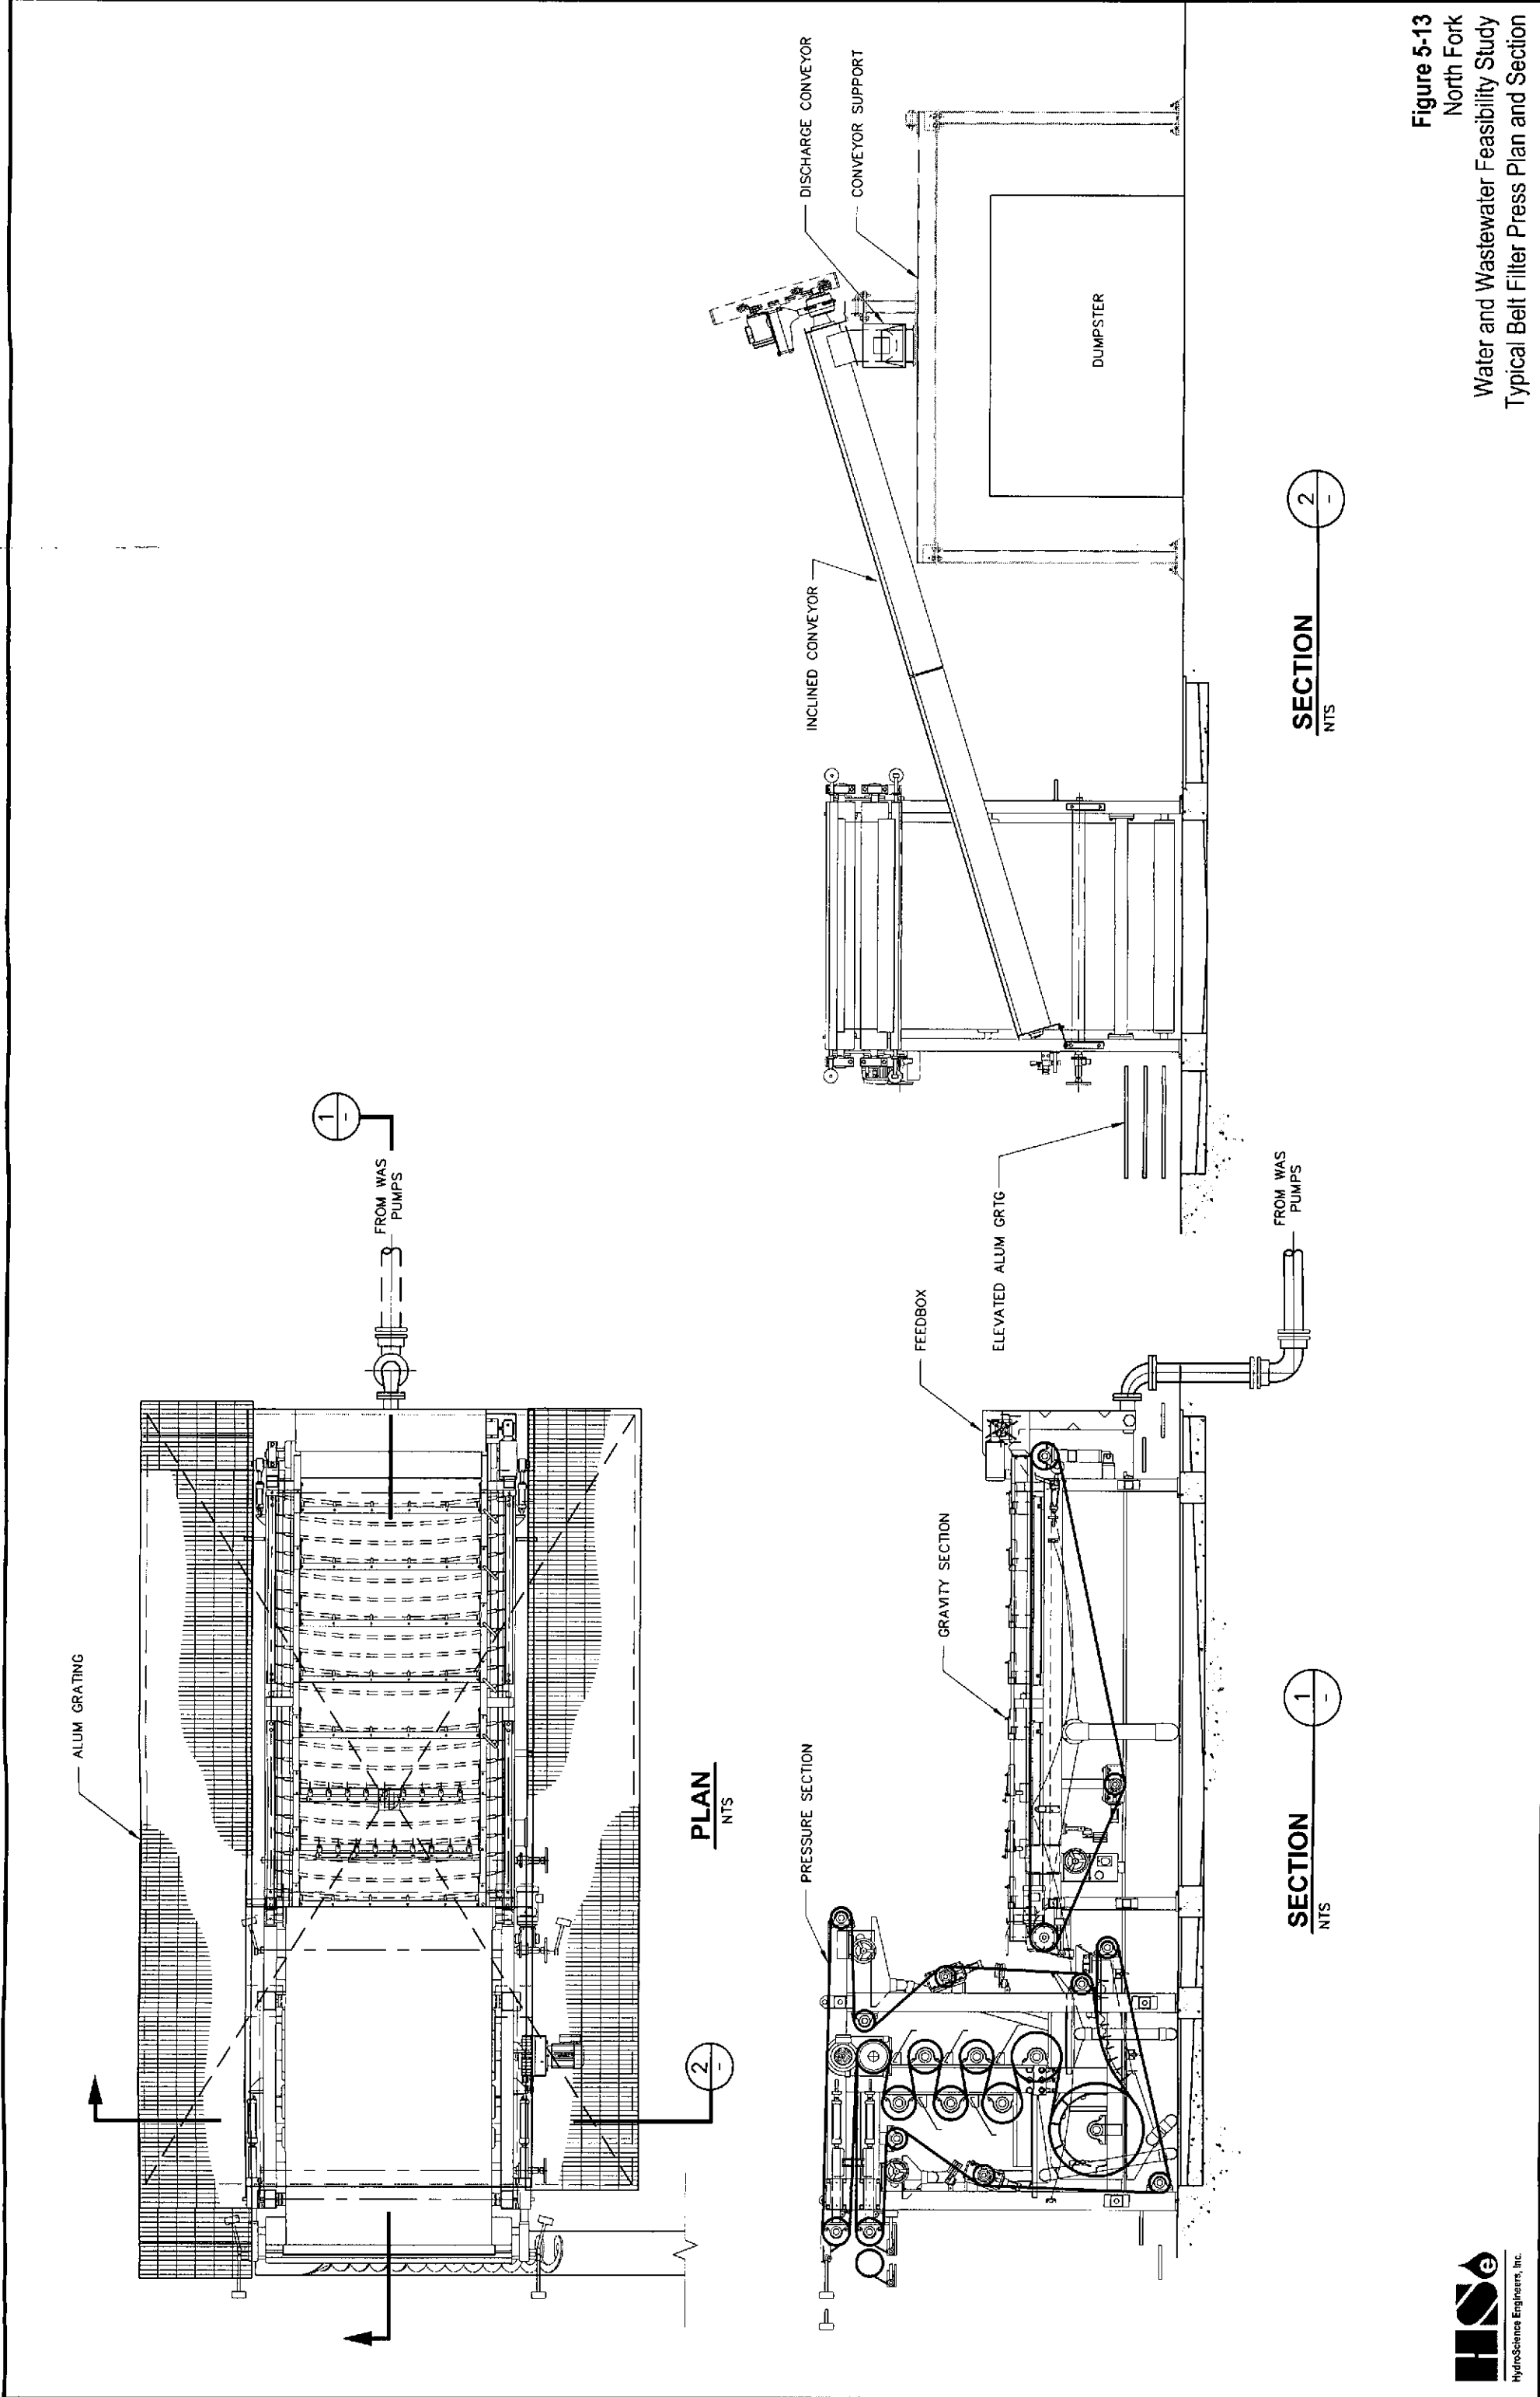 ALUM GRATING
FROM WAS
PUMPS
1
-
2
-
PLAN
NTS
PRESSURE SECTION
GRAVITY SECTION
FEEDBOX
FROM WAS
PUMPS
SECTION
NTS
1
-
ELEVATED ALUM GRTG
INCLINED CONVEYOR
DISCHARGE CONVEYOR
CONVEYOR SUPPORT
DUMPSTER
SECTION
NTS
2
-
HSe
HydroScience Engineers, Inc.
Figure 5-13
North Fork
Water and Wastewater Feasibility Study
Typical Belt Filter Press Plan and Section